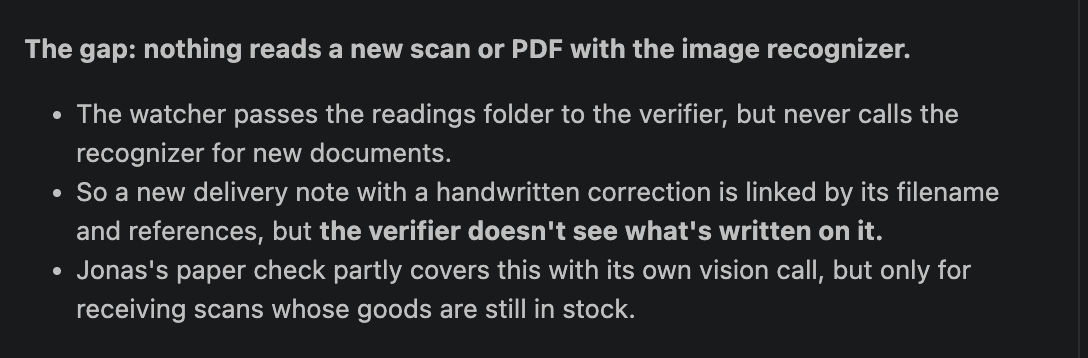 The gap: nothing reads a new scan or PDF with the image recognizer.
• The watcher passes the readings folder to the verifier, but never calls the
recognizer for new documents.
• So a new delivery note with a handwritten correction is linked by its filename
and references, but the verifier doesn't see what's written on it.
• Jonas's paper check partly covers this with its own vision call, but only for
receiving scans whose goods are still in stock.